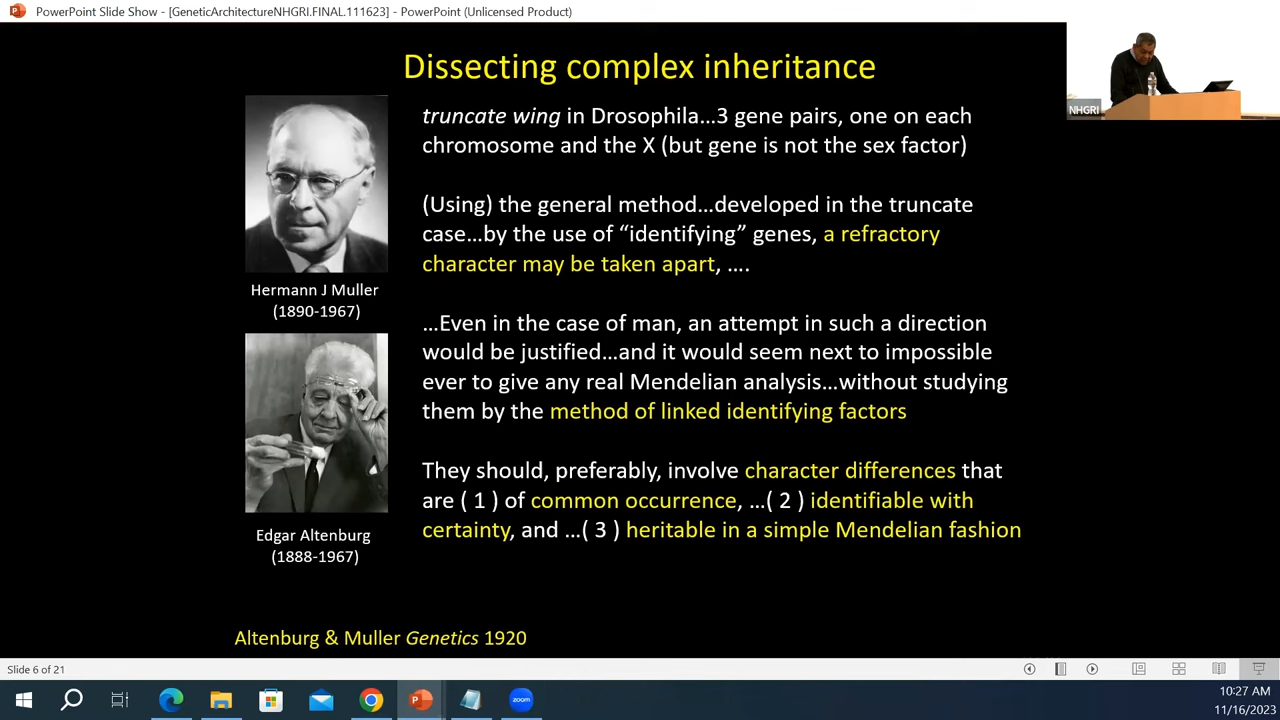 PowerPoint Slide Show - [GeneticArchitectureNHGRI.FINAL.111623] - PowerPoint (Unlicensed Product)
Dissecting complex inheritance
truncate wing in Drosophila...3 gene pairs, one on each
chromosome and the X (but gene is not the sex factor)
(Using) the general method...developed in the truncate
case...by the use of “identifying” genes, a refractory
character may be taken apart, ....
...Even in the case of man, an attempt in such a direction
would be justified...and it would seem next to impossible
ever to give any real Mendelian analysis...without studying
them by the method of linked identifying factors
They should, preferably, involve character differences that
are ( 1 ) of common occurrence, ...( 2 ) identifiable with
certainty, and ...( 3 ) heritable in a simple Mendelian fashion
Hermann J Muller
(1890-1967)
Edgar Altenburg
(1888-1967)
Altenburg & Muller Genetics 1920
NHGRI
Slide 6 of 21
zoom
10:27 AM
11/16/2023